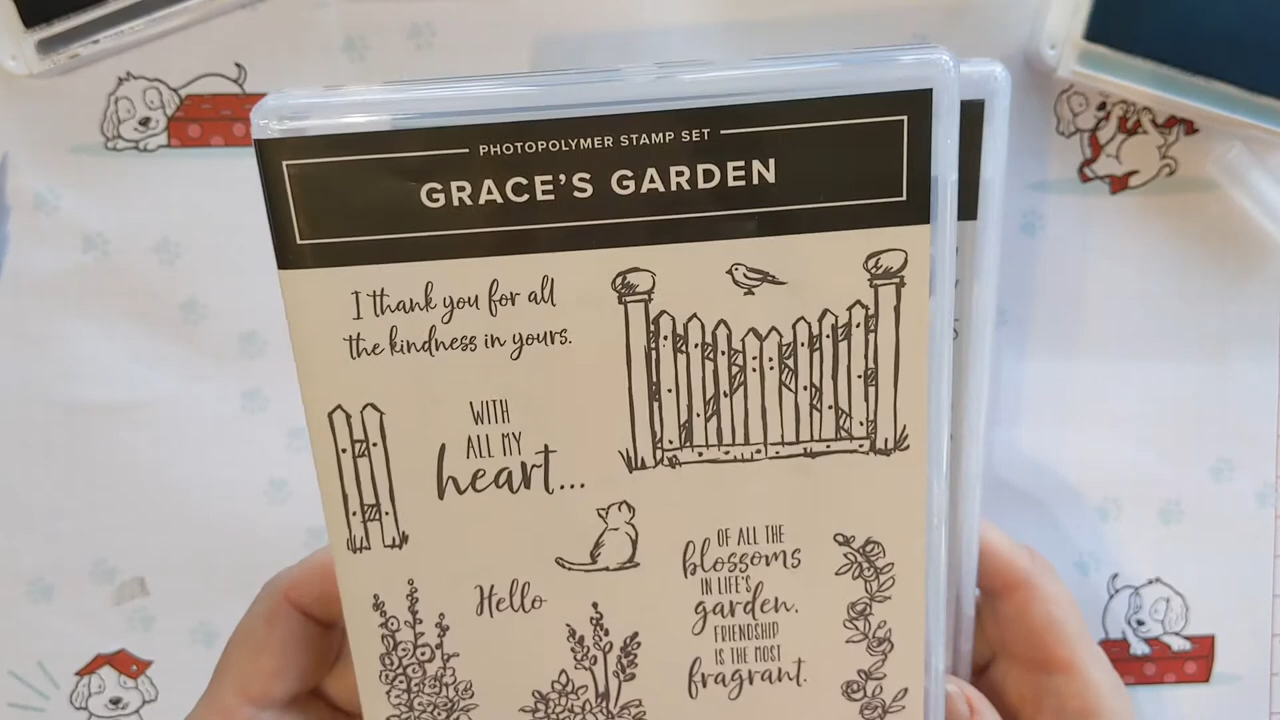 PHOTOPOLYMER STAMP SET
GRACE'S GARDEN
I thank you for all
the kindness in yours.
WITH
ALL MY
heart...
Hello
OF ALL THE
blossoms
IN LIFE'S
garden.
FRIENDSHIP
IS THE MOST
fragrant.